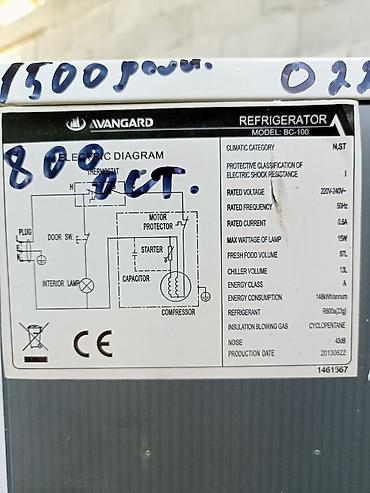 1500 022
AVANGARD
REFRIGERATOR
MODEL: BC-100
800 ОСТ.
ELECTRIC DIAGRAM
THERMOSTAT
H
MOTOR
PROTECTOR
PLUG
DOOR SW.
STARTER
INTERIOR LAMP
CAPACITOR
COMPRESSOR
CE
CLIMATIC CATEGORY N,ST
PROTECTIVE CLASSIFICATION OF
ELECTRIC SHOCK RESISTANCE I
RATED VOLTAGE 220V-240V~
RATED FREQUENCY 50Hz
RATED CURRENT 0.6A
MAX WATTAGE OF LAMP 15W
FRESH FOOD VOLUME 87L
CHILLER VOLUME 13L
ENERGY CLASS A
ENERGY CONSUMPTION 148kWh/annum
REFRIGERANT R600a(23g)
INSULATION BLOWING GAS CYCLOPENTANE
NOISE 43dB
PRODUCTION DATE 20130622
1461567